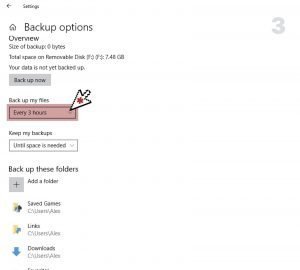 Settings
3
Backup options
Overview
Size of backup: 0 bytes
Total space on Removable Disk (F:) (F:): 7.48 GB
Your data is not yet backed up.
Back up now
Back up my files
Every 3 hours
Keep my backups
Until space is needed
Back up these folders
Add a folder
Saved Games
C:\Users\Alex
Links
C:\Users\Alex
Downloads
C:\Users\Alex
Favorites